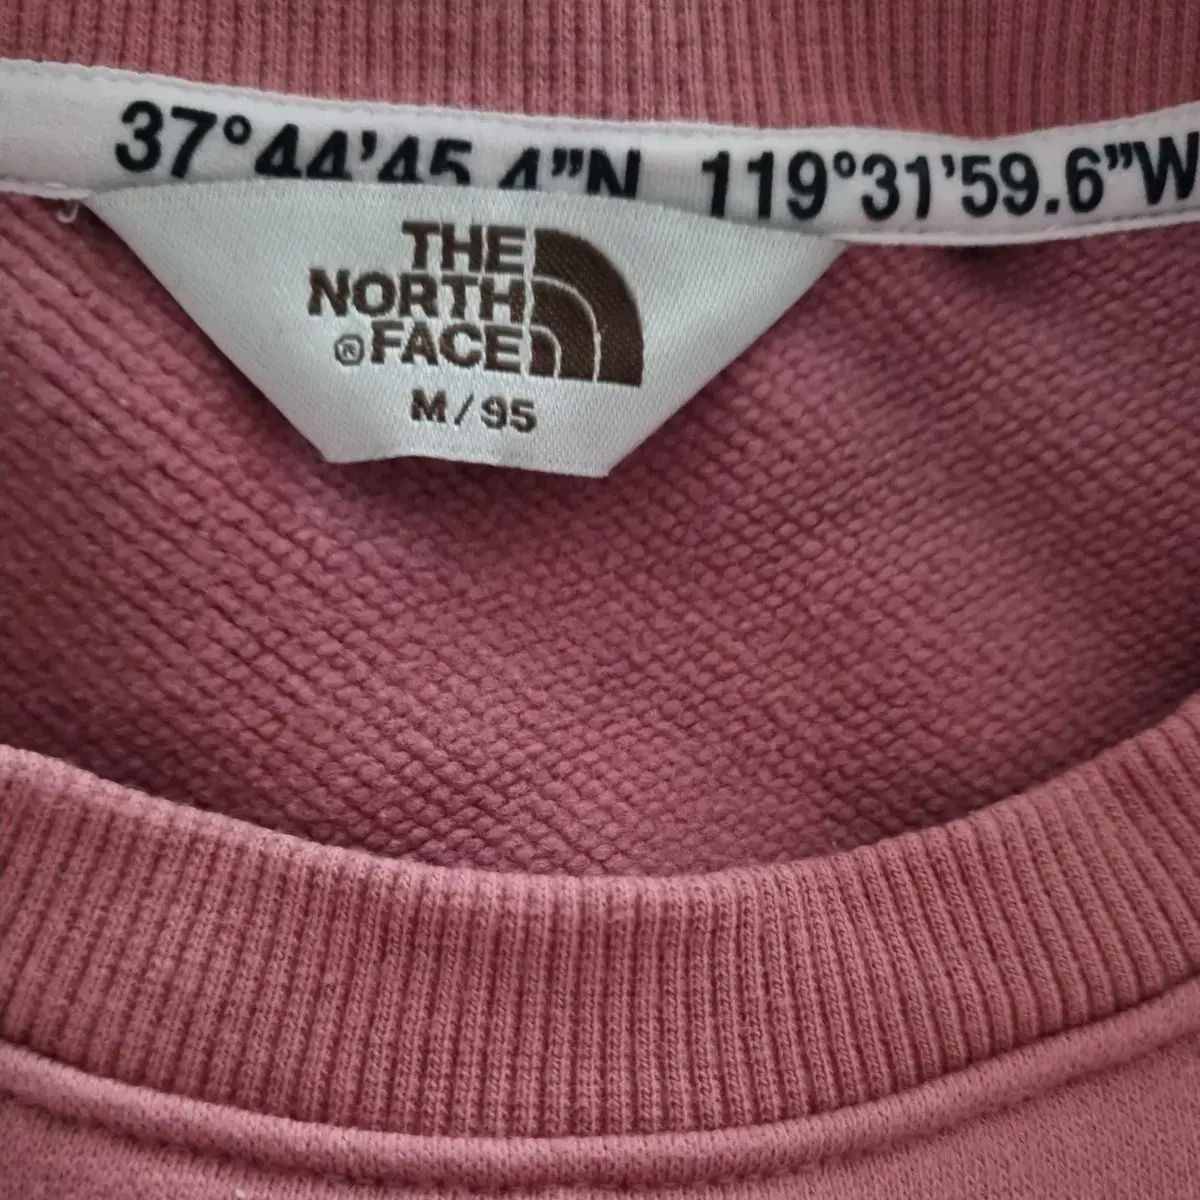 37°44'45.4"N 119°31'59.6"W
THE
NORTH
®FACE
M/95